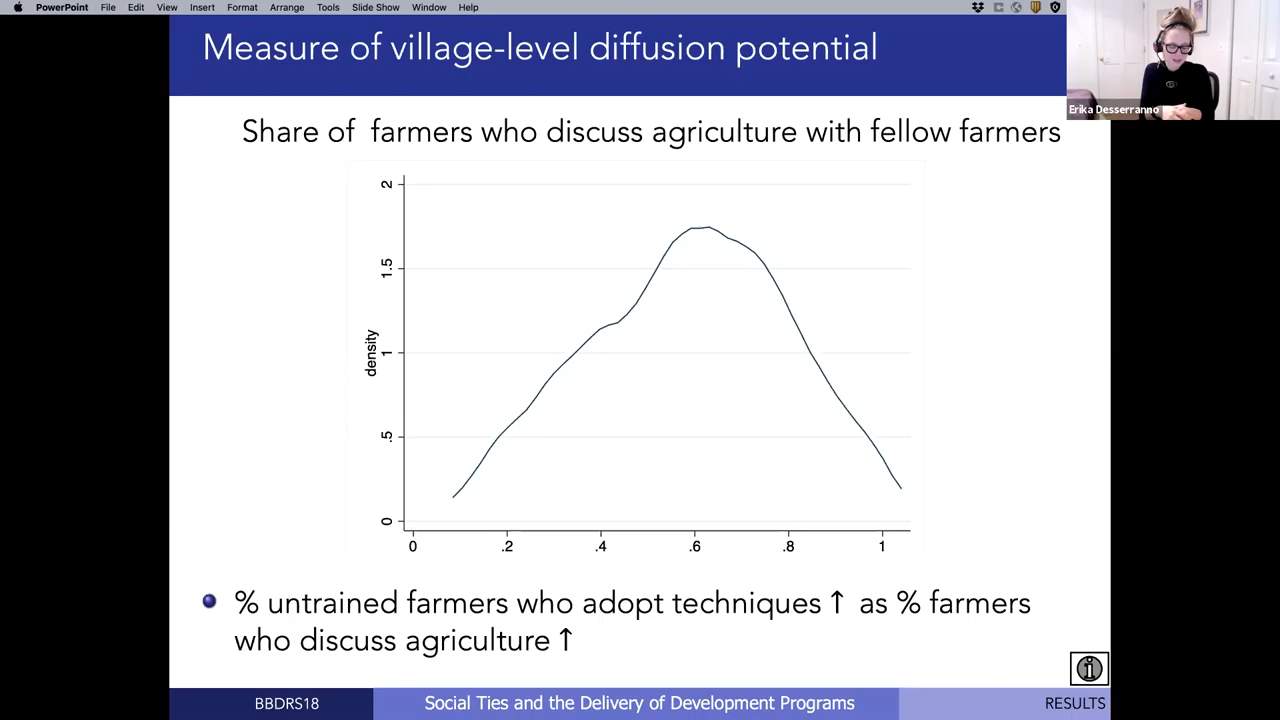 PowerPoint File Edit View Insert Format Arrange Tools Slide Show Window Help
Measure of village-level diffusion potential
Erika Desserranno
Share of farmers who discuss agriculture with fellow farmers
2
1.5
1
.5
0
density
0 .2 .4 .6 .8 1
% untrained farmers who adopt techniques ↑ as % farmers
who discuss agriculture ↑
i
BBDRS18 Social Ties and the Delivery of Development Programs RESULTS